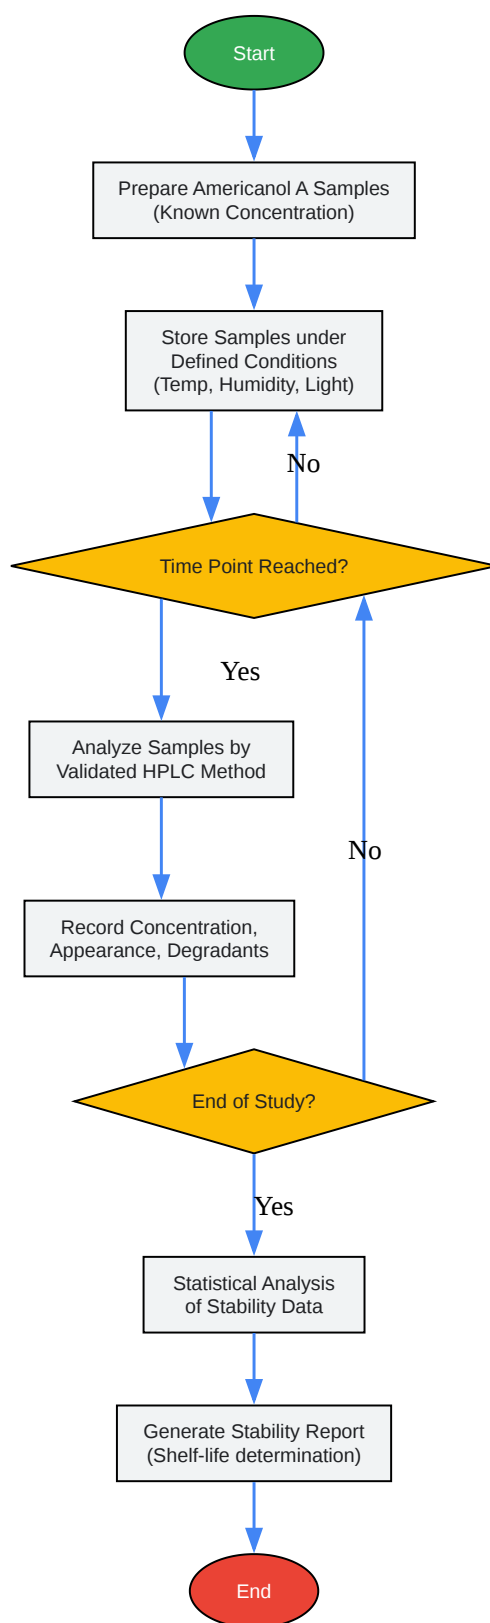 Start
Prepare Americanol A Samples
(Known Concentration)
Store Samples under
Defined Conditions
(Temp, Humidity, Light)
No
Time Point Reached?
Yes
Analyze Samples by
Validated HPLC Method
No
Record Concentration,
Appearance, Degradants
End of Study?
Yes
Statistical Analysis
of Stability Data
Generate Stability Report
(Shelf-life determination)
End